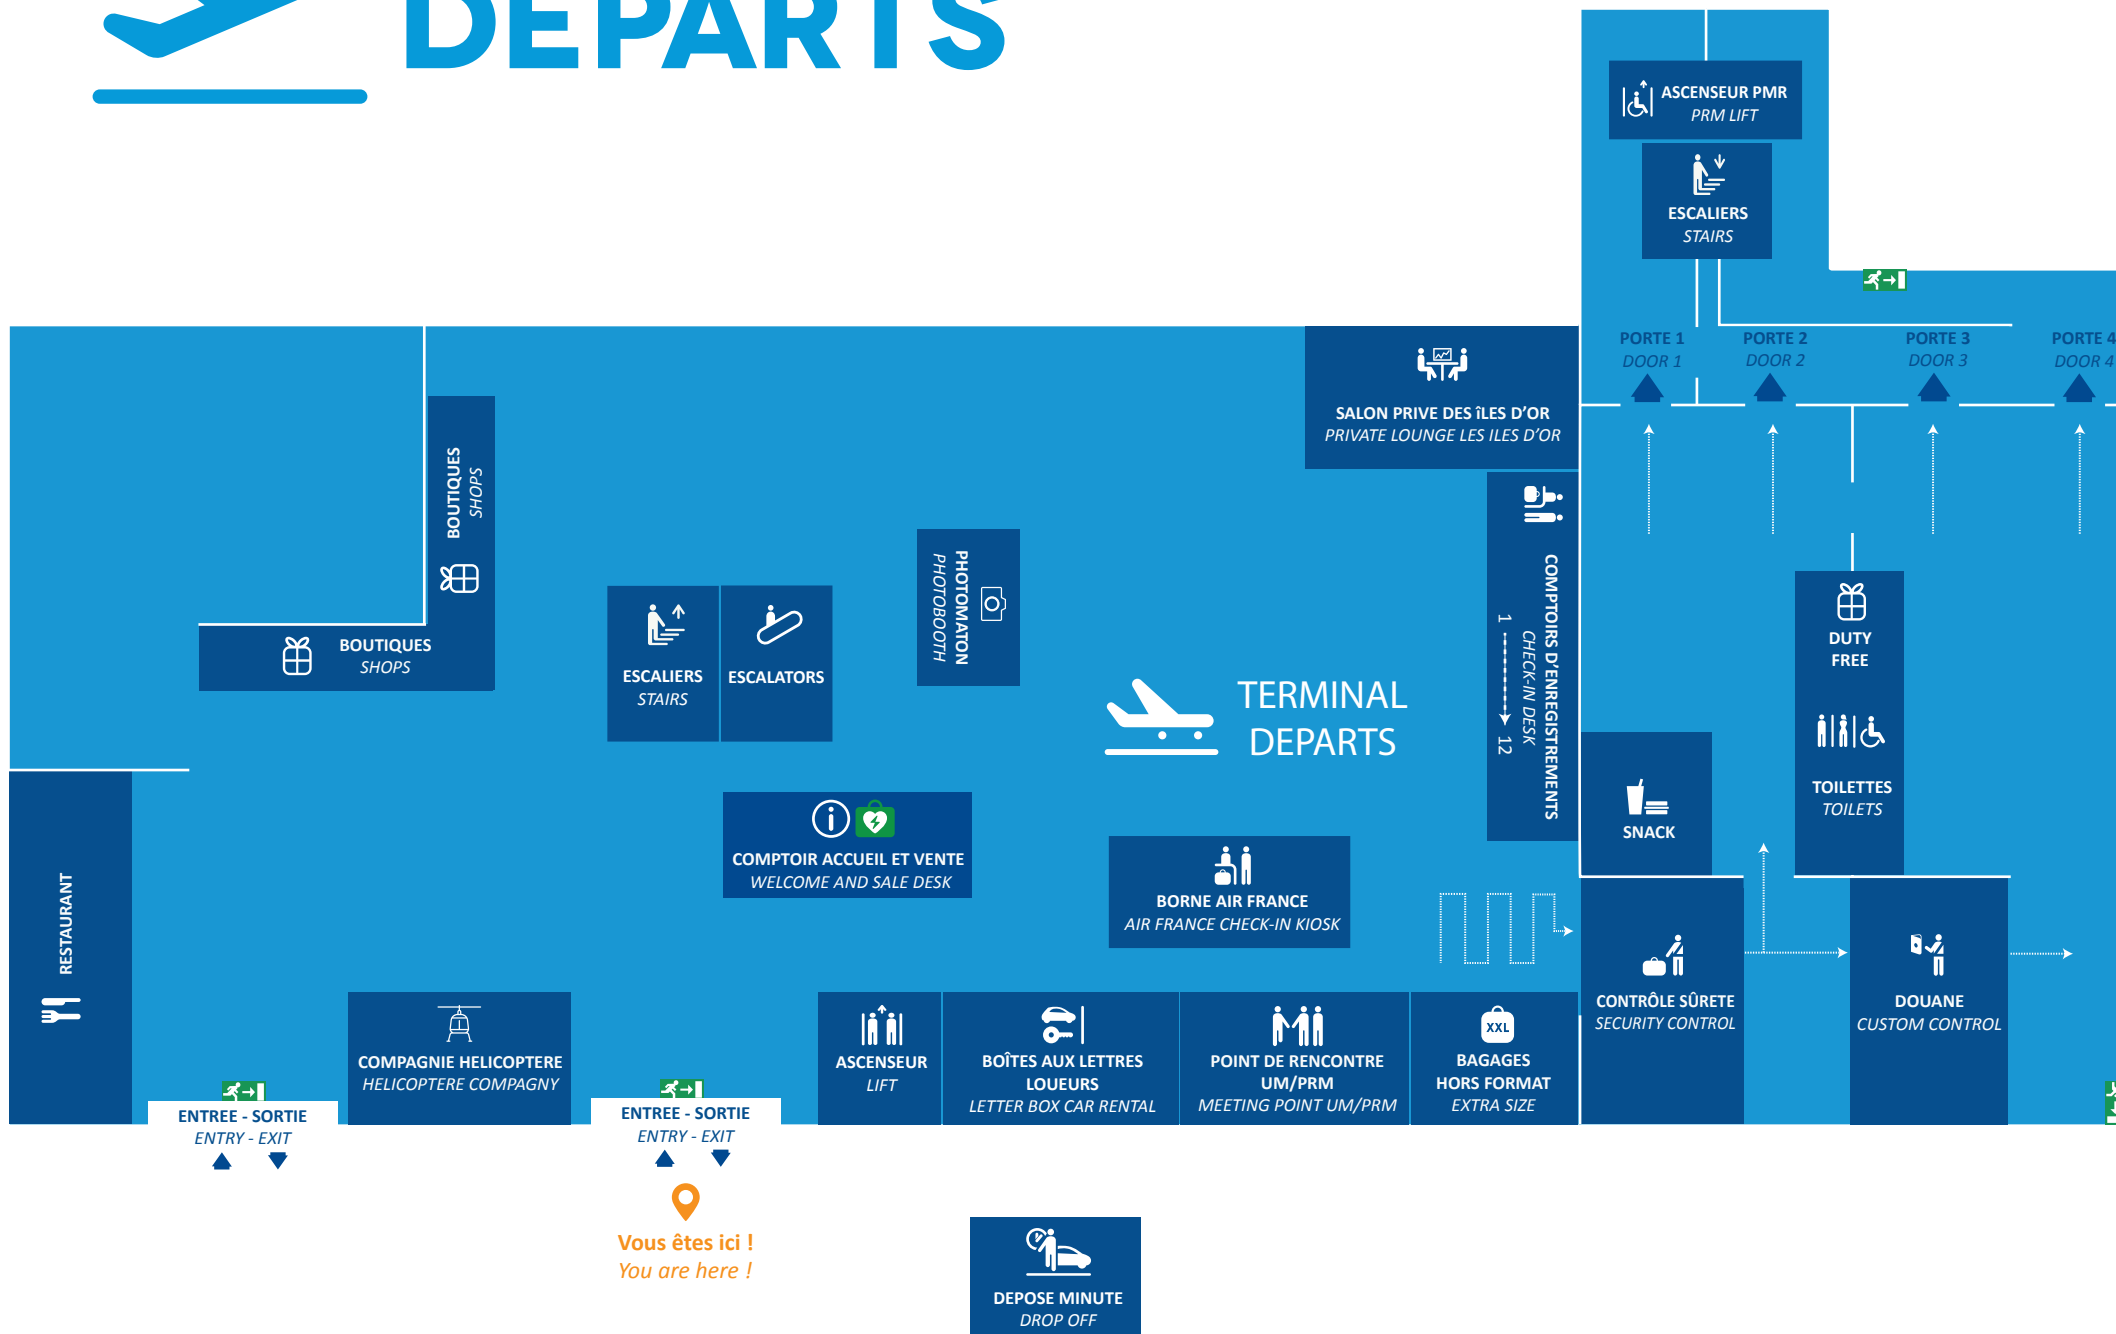 DEPARTS
ASCENSEUR PMR
PRM LIFT
ESCALIERS
STAIRS
PORTE 1
DOOR 1
PORTE 2
DOOR 2
PORTE 3
DOOR 3
PORTE 4
DOOR 4
SALON PRIVE DES îLES D'OR
PRIVATE LOUNGE LES ILES D'OR
BOUTIQUES
SHOPS
BOUTIQUES
SHOPS
ESCALIERS
STAIRS
ESCALATORS
PHOTOMATON
PHOTOBOOTH
TERMINAL
DEPARTS
COMPTOIRS D'ENREGISTREMENTS
CHECK-IN DESK
1
12
DUTY
FREE
TOILETTES
TOILETS
SNACK
COMPTOIR ACCUEIL ET VENTE
WELCOME AND SALE DESK
BORNE AIR FRANCE
AIR FRANCE CHECK-IN KIOSK
RESTAURANT
COMPAGNIE HELICOPTERE
HELICOPTERE COMPAGNY
ASCENSEUR
LIFT
BOÎTES AUX LETTRES
LOUEURS
LETTER BOX CAR RENTAL
POINT DE RENCONTRE
UM/PRM
MEETING POINT UM/PRM
XXL
BAGAGES
HORS FORMAT
EXTRA SIZE
CONTRÔLE SÛRETE
SECURITY CONTROL
DOUANE
CUSTOM CONTROL
ENTREE - SORTIE
ENTRY - EXIT
ENTREE - SORTIE
ENTRY - EXIT
Vous êtes ici !
You are here !
DEPOSE MINUTE
DROP OFF